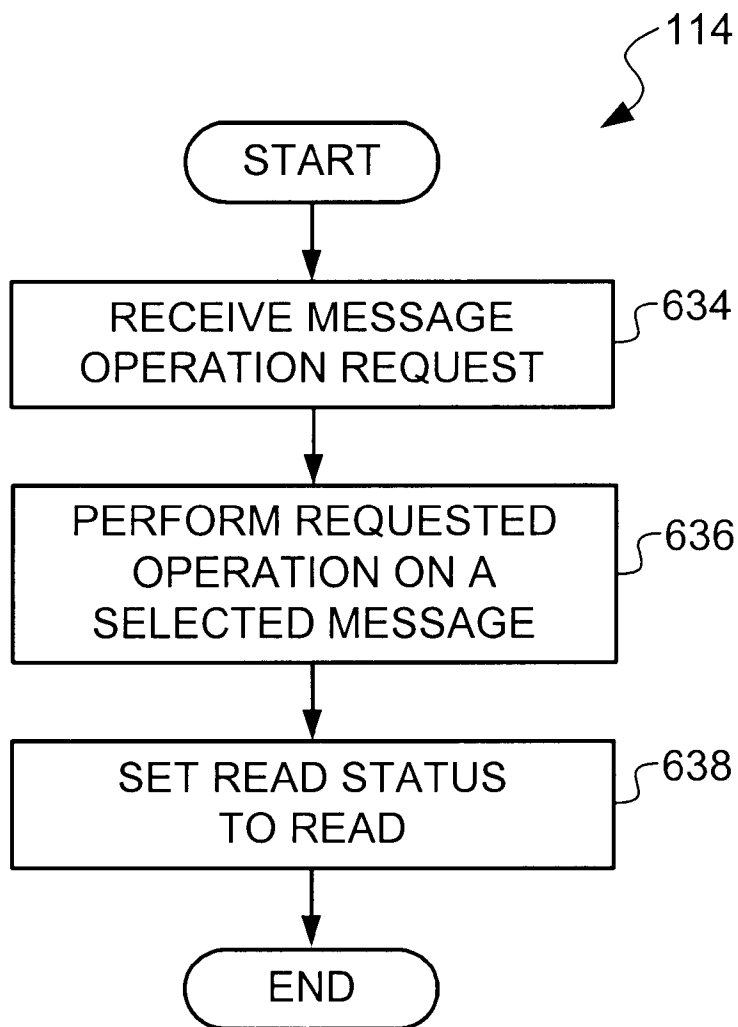 114
START
RECEIVE MESSAGE
OPERATION REQUEST
634
PERFORM REQUESTED
OPERATION ON A
SELECTED MESSAGE
636
SET READ STATUS
TO READ
638
END